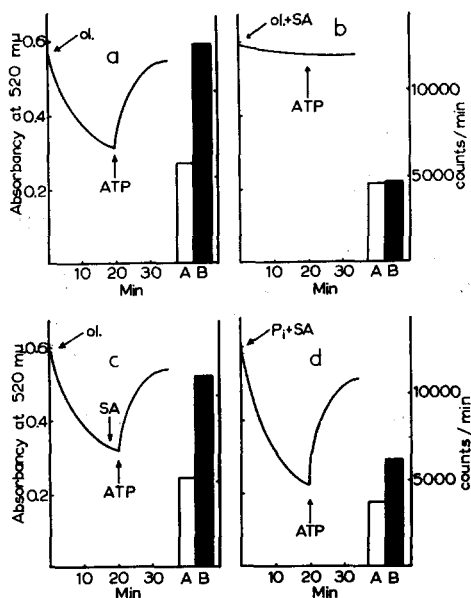 Absorbancy at 520 mμ
0.6
0.4
0.2
ol.
a
ATP
10 20 30
Min
A B
ol.+SA
b
ATP
10 20 30
Min
A B
10000
5000
counts/min
Absorbancy at 520 mμ
0.6
0.4
0.2
ol.
c
SA
ATP
10 20 30
Min
A B
Pi+SA
d
ATP
10 20 30
Min
A B
10000
5000
counts/min